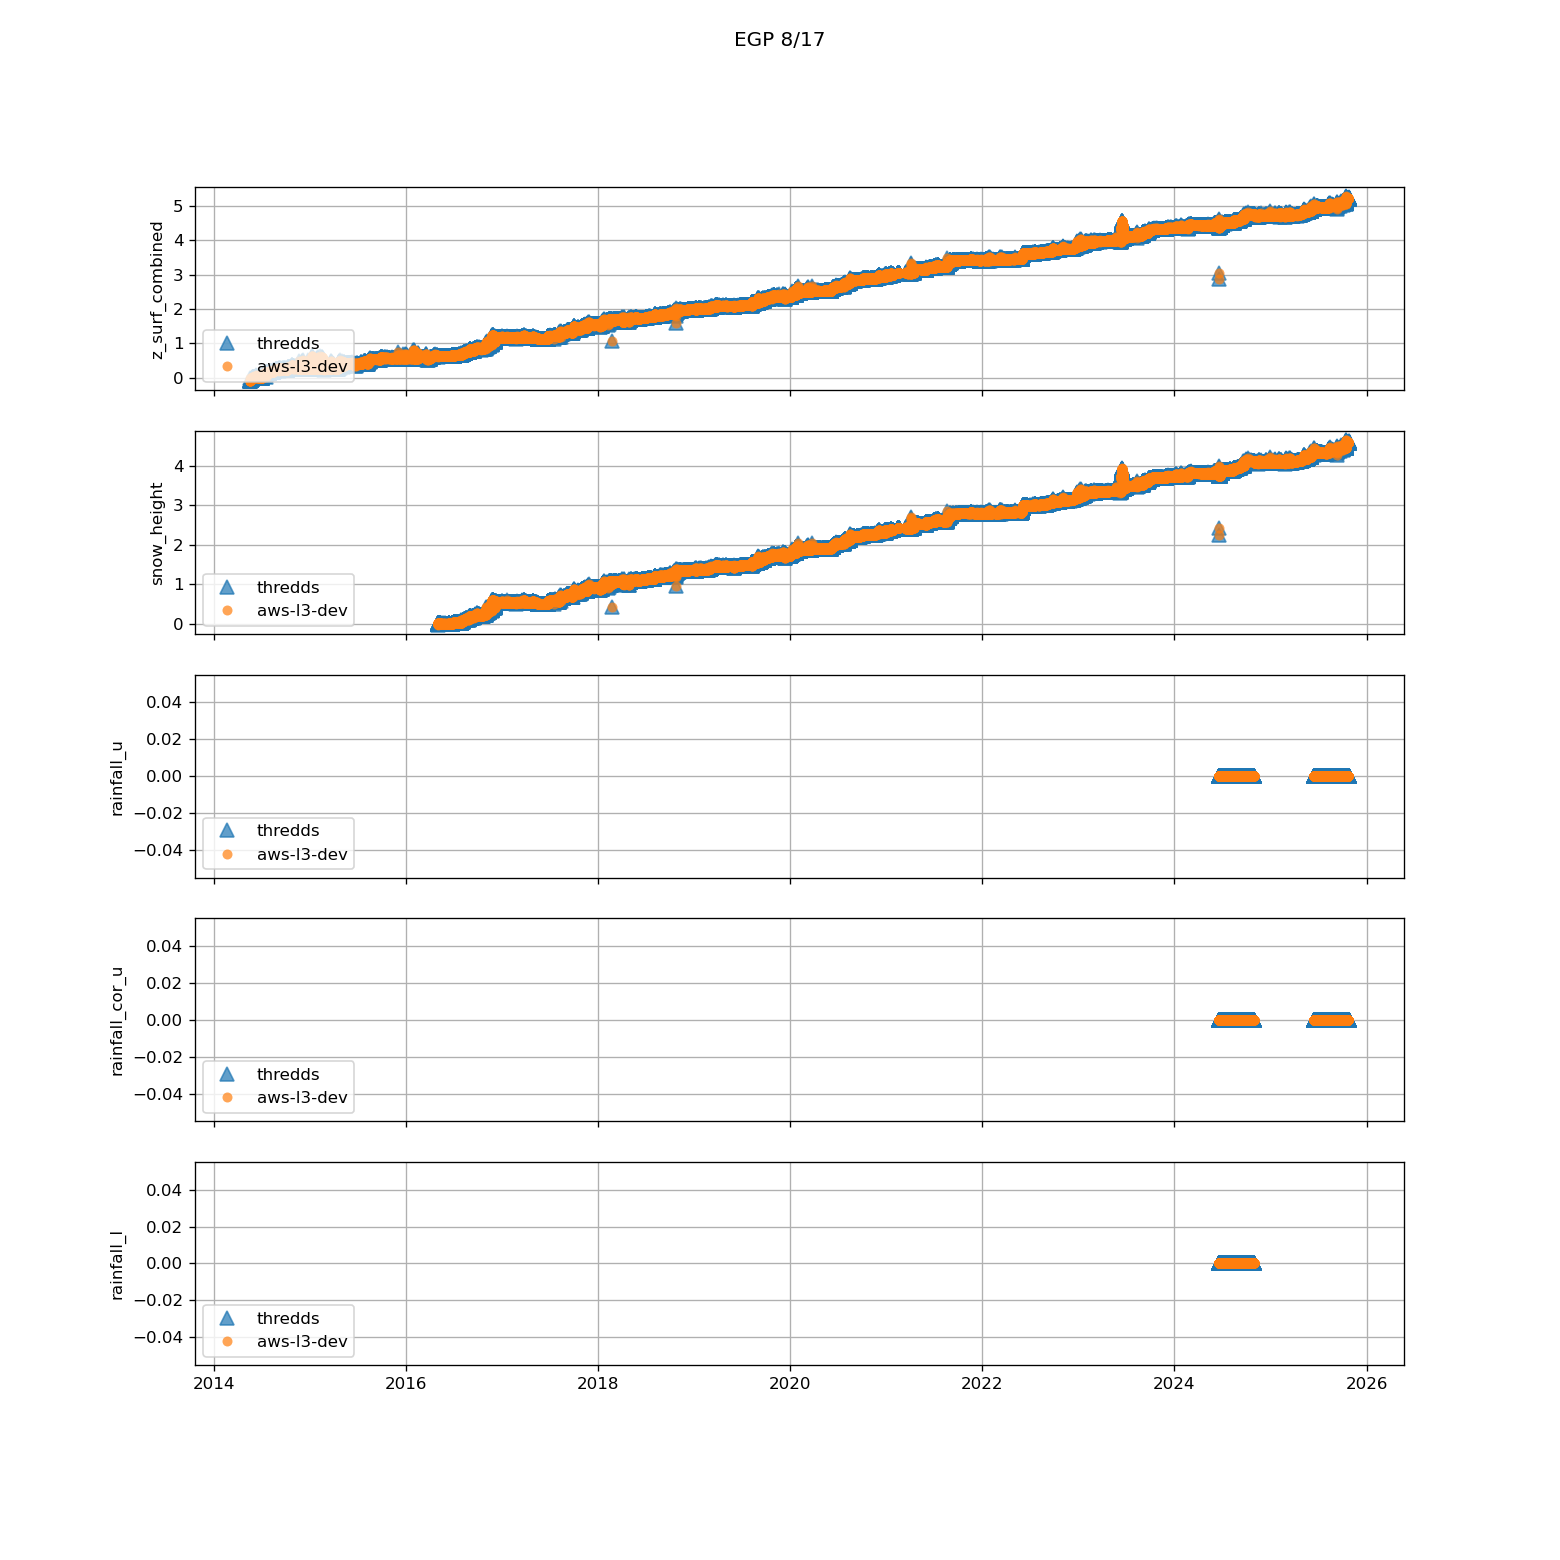 EGP 8/17
z_surf_combined
5
4
3
2
1
0
thredds
aws-l3-dev
snow_height
4
3
2
1
0
thredds
aws-l3-dev
rainfall_u
0.04
0.02
0.00
−0.02
−0.04
thredds
aws-l3-dev
rainfall_cor_u
0.04
0.02
0.00
−0.02
−0.04
thredds
aws-l3-dev
rainfall_l
0.04
0.02
0.00
−0.02
−0.04
thredds
aws-l3-dev
2014 2016 2018 2020 2022 2024 2026